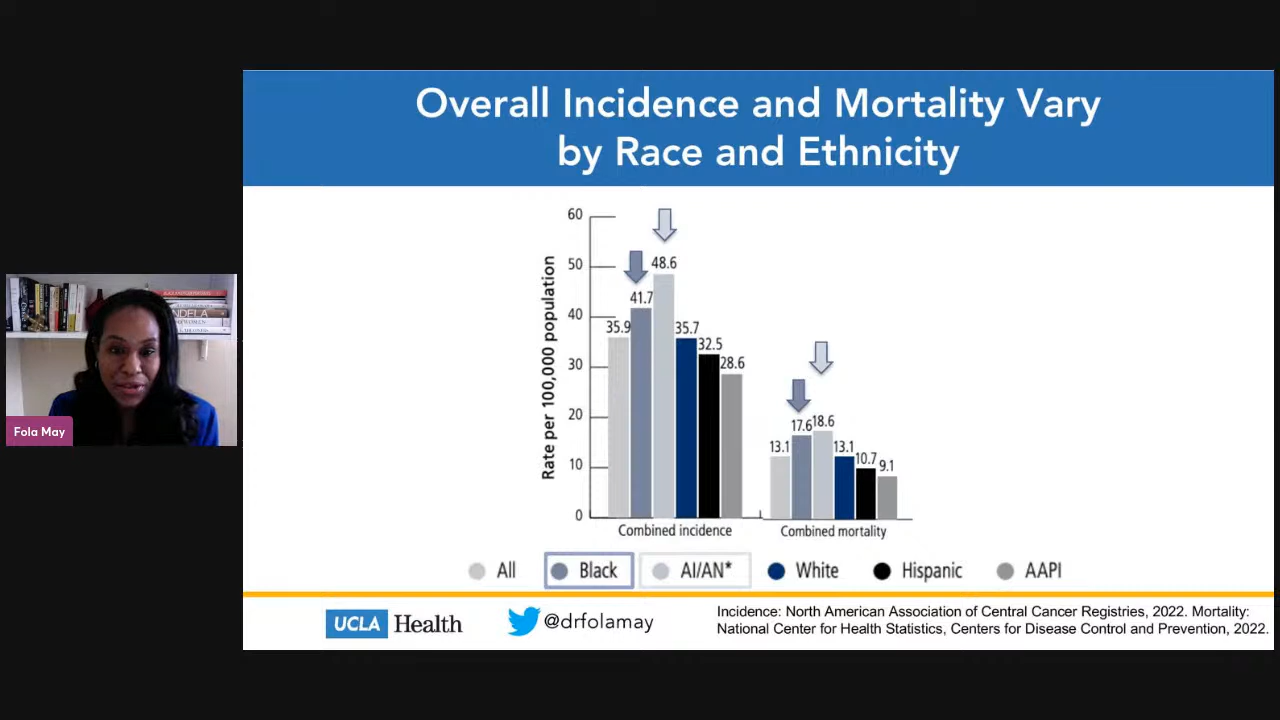 Overall Incidence and Mortality Vary
by Race and Ethnicity
Rate per 100,000 population
60
50
40
30
20
10
0
35.9
41.7
48.6
35.7
32.5
28.6
13.1
17.6
18.6
13.1
10.7
9.1
Combined incidence
Combined mortality
All
Black
AI/AN*
White
Hispanic
AAPI
Fola May
UCLA Health
@drfolamay
Incidence: North American Association of Central Cancer Registries, 2022. Mortality:
National Center for Health Statistics, Centers for Disease Control and Prevention, 2022.